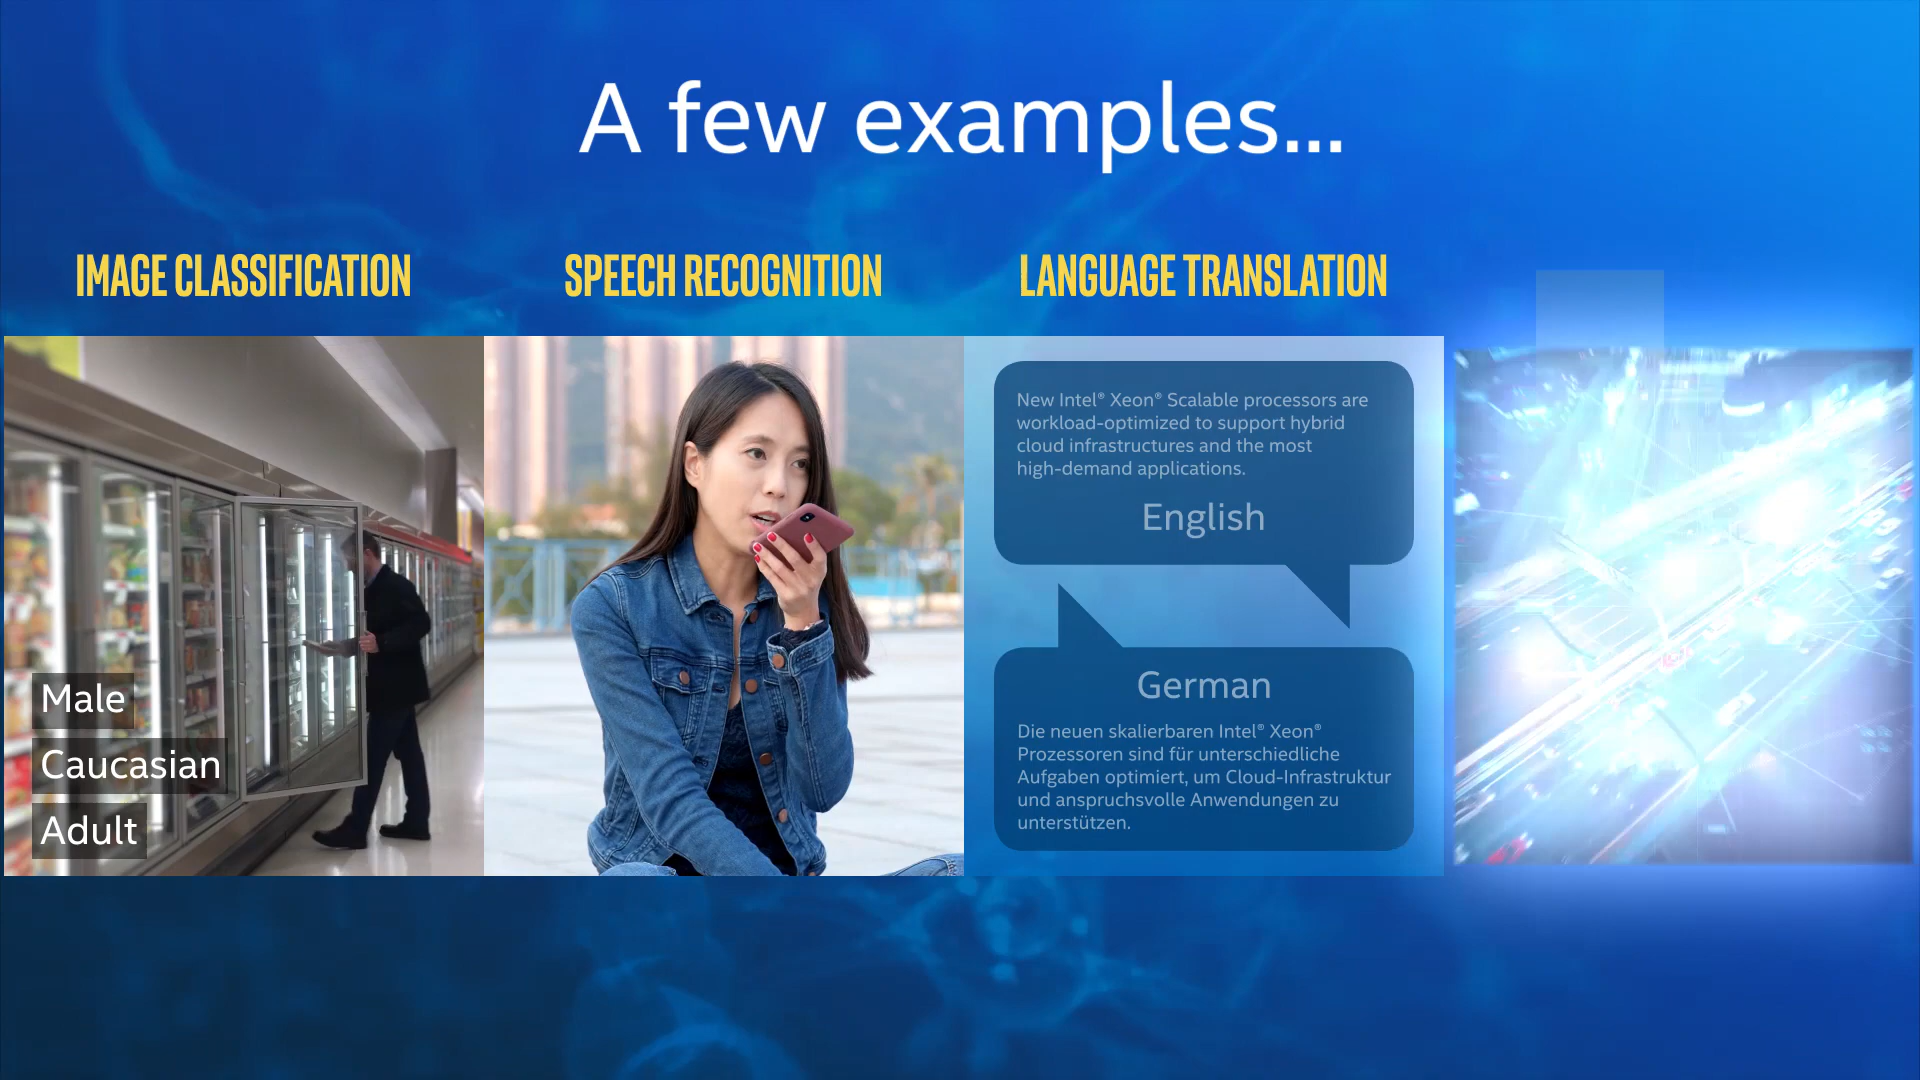 A few examples...
IMAGE CLASSIFICATION
SPEECH RECOGNITION
LANGUAGE TRANSLATION
Male
Caucasian
Adult
New Intel® Xeon® Scalable processors are
workload-optimized to support hybrid
cloud infrastructures and the most
high-demand applications.
English
German
Die neuen skalierbaren Intel® Xeon®
Prozessoren sind für unterschiedliche
Aufgaben optimiert, um Cloud-Infrastruktur
und anspruchsvolle Anwendungen zu
unterstützen.